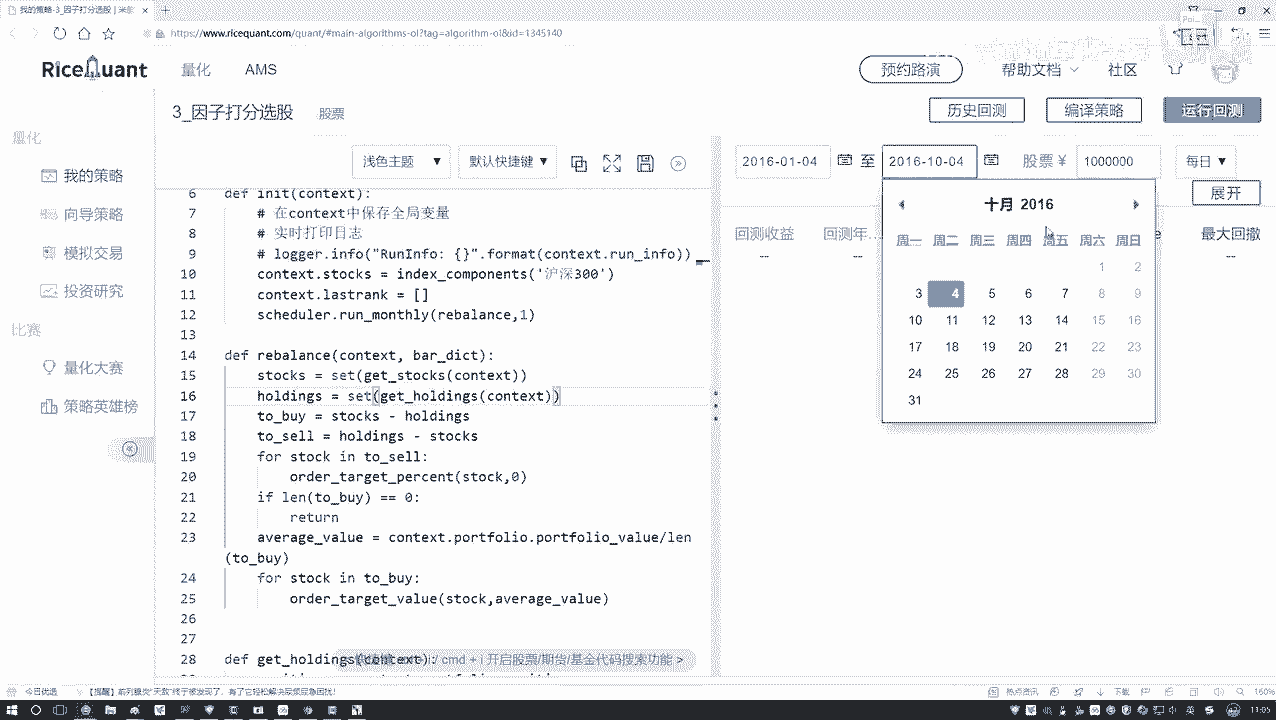 我的策略-3_因子打分选股 | 米筐
https://www.ricequant.com/quant/#main-algorithms-ol?tag=algorithm-ol&id=1345140
RiceQuant
量化
AMS
预约路演
帮助文档
社区
量化
我的策略
向导策略
模拟交易
投资研究
比赛
量化大赛
策略英雄榜
3_因子打分选股
股票
历史回测
编译策略
运行回测
浅色主题 ▼
默认快捷键 ▼
2016-01-04
至
2016-10-04
股票 ¥
1000000
每日 ▼
展开
6 def init(context):
7 # 在context中保存全局变量
8 # 实时打印日志
9 # logger.info("RunInfo: {}".format(context.run_info))
10 context.stocks = index_components('沪深300')
11 context.lastrank = []
12 scheduler.run_monthly(rebalance,1)
13
14 def rebalance(context, bar_dict):
15 stocks = set(get_stocks(context))
16 holdings = set(get_holdings(context))
17 to_buy = stocks - holdings
18 to_sell = holdings - stocks
19 for stock in to_sell:
20 order_target_percent(stock,0)
21 if len(to_buy) == 0:
22 return
23 average_value = context.portfolio.portfolio_value/len
(to_buy)
24 for stock in to_buy:
25 order_target_value(stock,average_value)
26
27
28 def get_holdings(context):
/ cmd + i 开启股票/期货/基金代码搜索功能 >
十月 2016
周一 周二 周三 周四 周五 周六 周日
1 2
3 4 5 6 7 8 9
10 11 12 13 14 15 16
17 18 19 20 21 22 23
24 25 26 27 28 29 30
31
回测收益
回测年...
最大回撤
--
--
--
今日优选
热点资讯
下载
160%
13:05